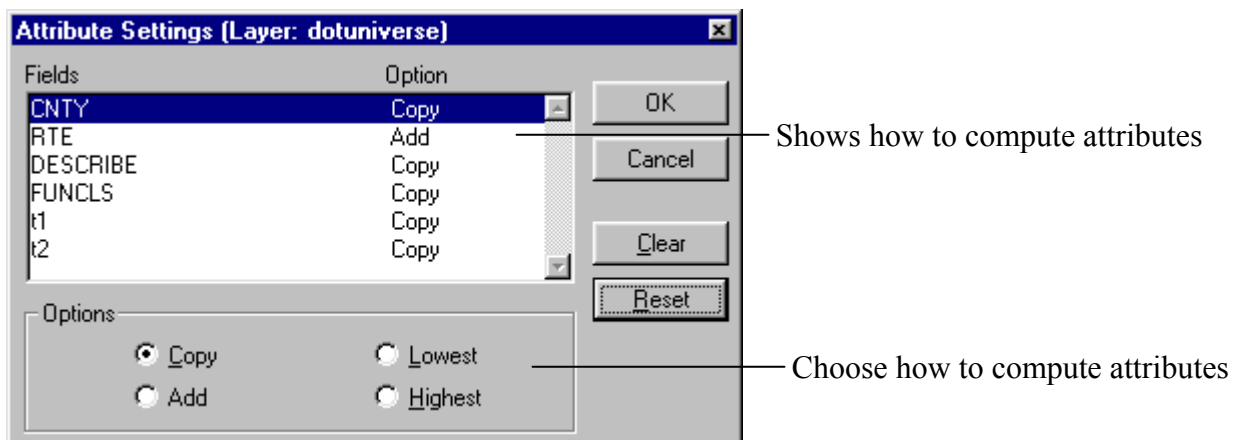 Attribute Settings (Layer: dotuniverse)
Fields Option
CNTY Copy
RTE Add
DESCRIBE Copy
FUNCLS Copy
t1 Copy
t2 Copy
OK
Cancel
Clear
Reset
Shows how to compute attributes
Options
Copy Lowest
Add Highest
Choose how to compute attributes